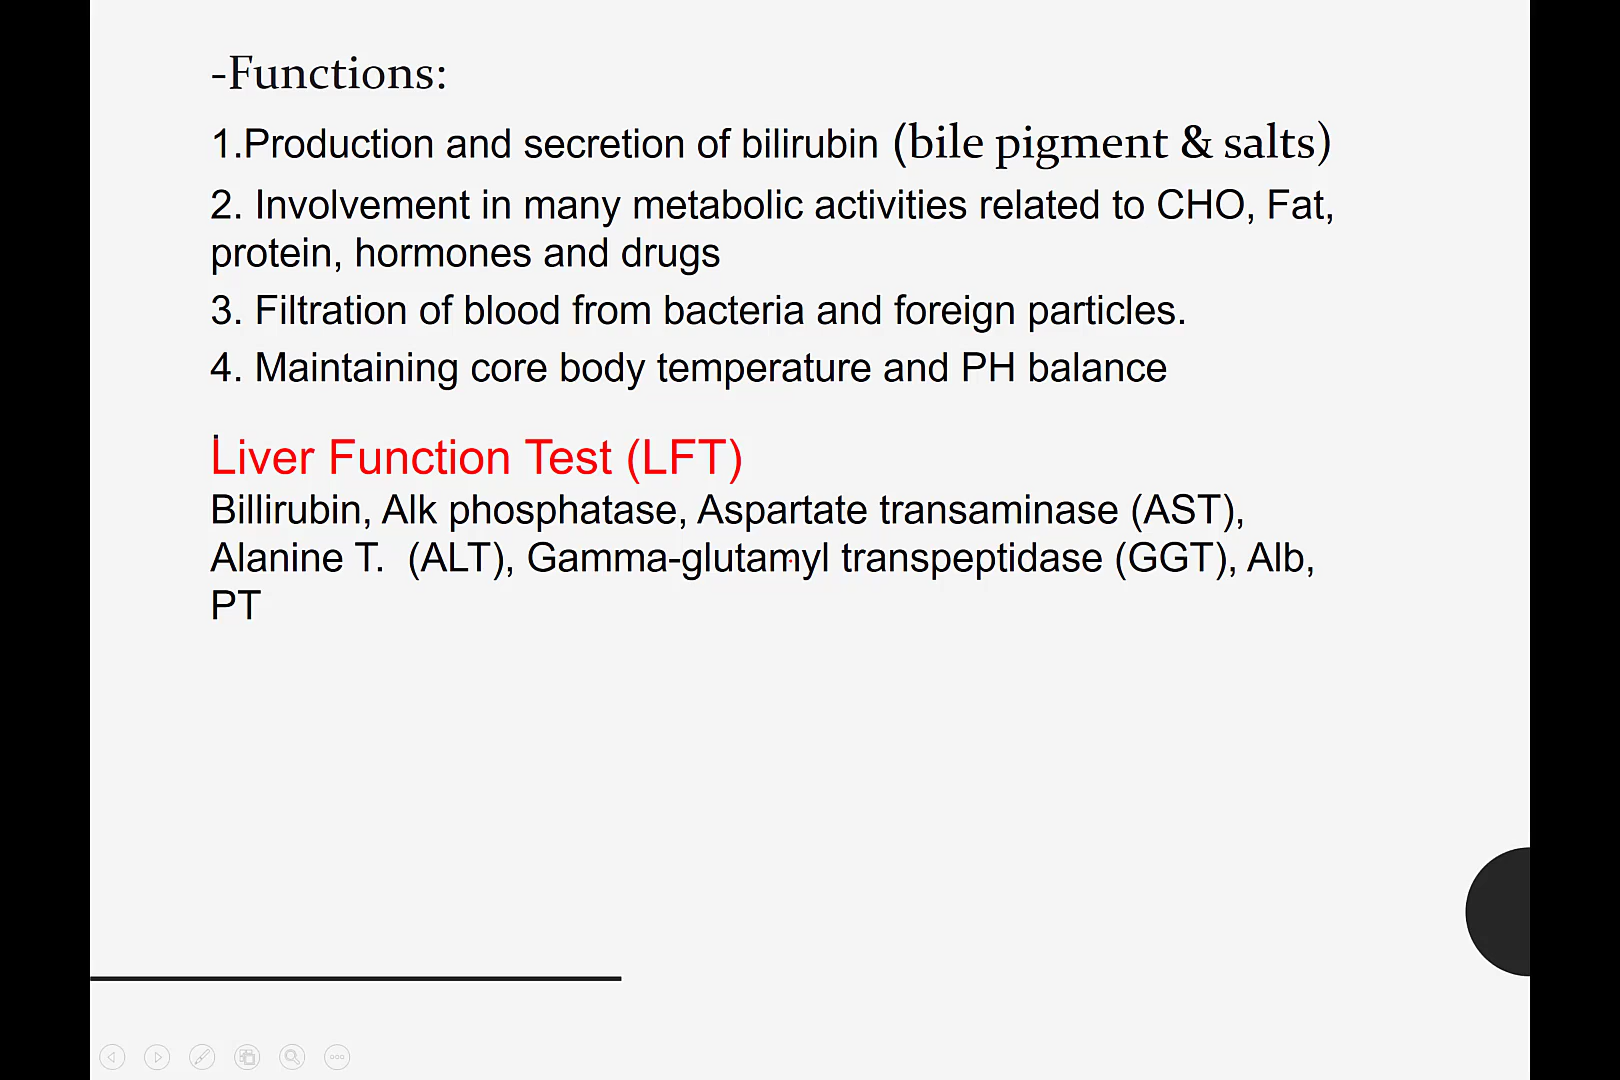 -Functions:
1.Production and secretion of bilirubin (bile pigment & salts)
2. Involvement in many metabolic activities related to CHO, Fat,
protein, hormones and drugs
3. Filtration of blood from bacteria and foreign particles.
4. Maintaining core body temperature and PH balance
Liver Function Test (LFT)
Billirubin, Alk phosphatase, Aspartate transaminase (AST),
Alanine T. (ALT), Gamma-glutamyl transpeptidase (GGT), Alb,
PT